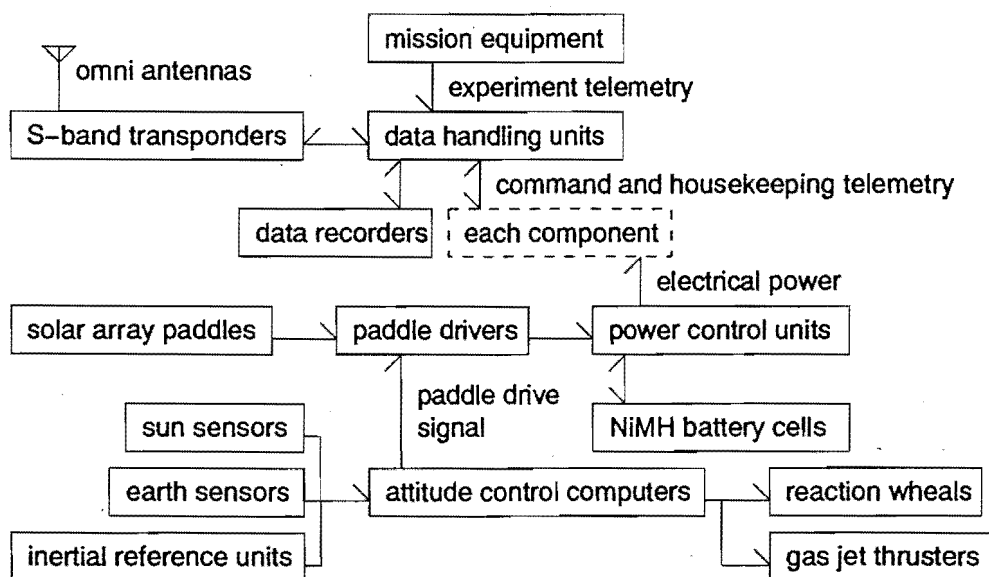 mission equipment
omni antennas
experiment telemetry
S-band transponders
data handling units
command and housekeeping telemetry
data recorders
each component
electrical power
solar array paddles
paddle drivers
power control units
paddle drive
signal
sun sensors
NiMH battery cells
earth sensors
attitude control computers
reaction wheals
inertial reference units
gas jet thrusters